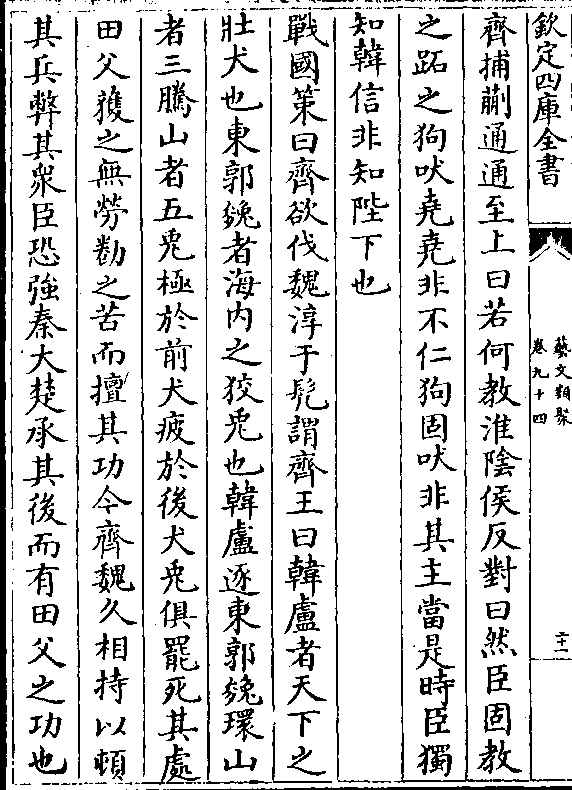 欽定四庫全書
藝文類聚
卷九十四
二十一
齊捕蒯通通至上曰若何教淮陰侯反對曰然臣固教
之跖之狗吠堯堯非不仁狗固吠非其主當是時臣獨
知韓信非知陛下也
戰國策曰齊欲伐魏淳于髠謂齊王曰韓盧者天下之
壯犬也東郭㕙者海内之狡兎也韓盧逐東郭㕙環山
者三騰山者五兎極於前犬疲於後犬兎俱罷死其處
田父獲之無勞勌之苦而擅其功今齊魏久相持以頓
其兵弊其衆臣恐強秦大楚承其後而有田父之功也